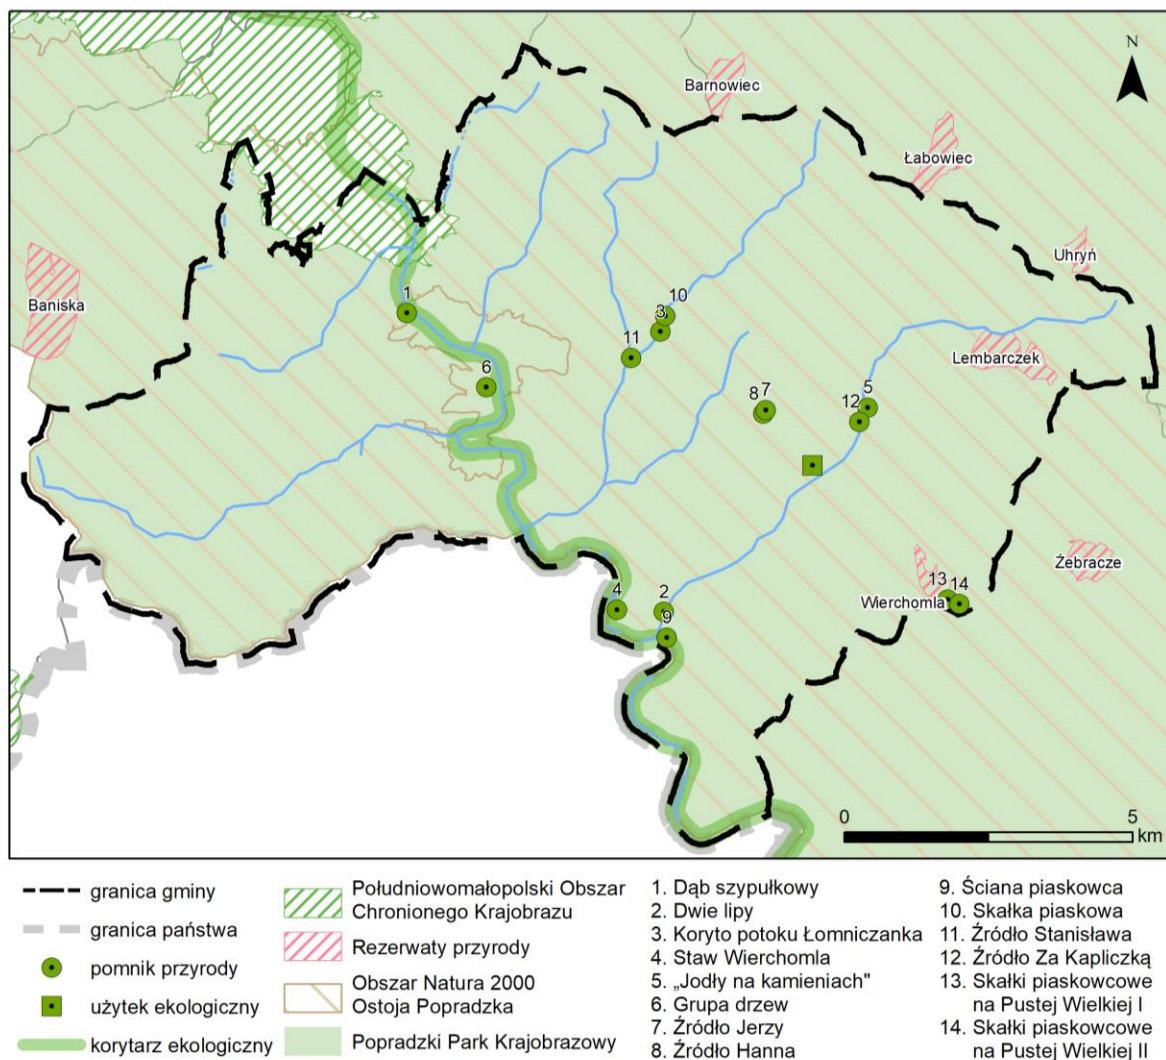 N
Barnowiec
Łabowiec
Uhryń
Baniska
1
10
3
11
Lembarczek
6
7
8
5
12
Żebracze
13
14
Wierchomla
4
2
9
0
5
km
granica gminy
granica państwa
pomnik przyrody
użytek ekologiczny
korytarz ekologiczny
Południowomałopolski Obszar
Chronionego Krajobrazu
Rezerwaty przyrody
Obszar Natura 2000
Ostoja Popradzka
Popradzki Park Krajobrazowy
1. Dąb szypułkowy
2. Dwie lipy
3. Koryto potoku Łomniczanka
4. Staw Wierchomla
5. „Jodły na kamieniach"
6. Grupa drzew
7. Źródło Jerzy
8. Źródło Hanna
9. Ściana piaskowca
10. Skałka piaskowa
11. Źródło Stanisława
12. Źródło Za Kapliczką
13. Skałki piaskowcowe
na Pustej Wielkiej I
14. Skałki piaskowcowe
na Pustej Wielkiej II